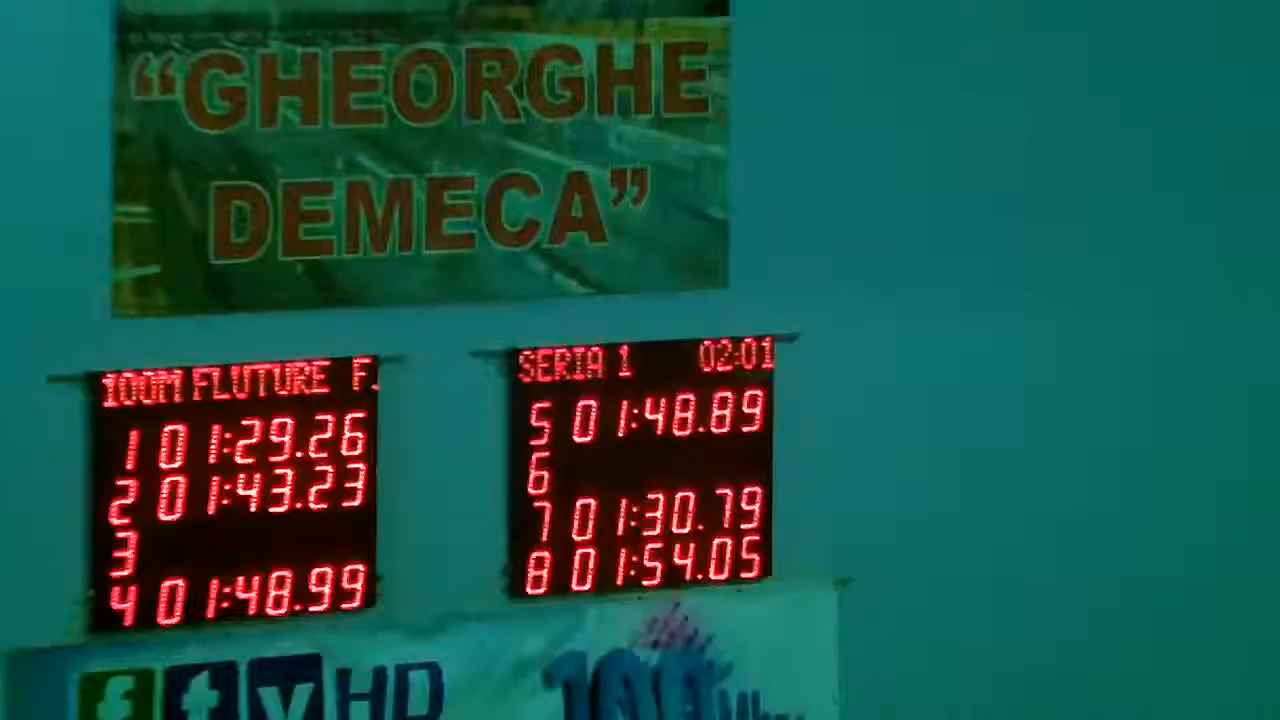 “GHEORGHE
DEMECA”
100M FLUTURE F.
1 0 1:29.26
2 0 1:43.23
3
4 0 1:48.99
SERIA 1 02:01
5 0 1:48.89
6
7 0 1:30.79
8 0 1:54.05
f t v HD
100